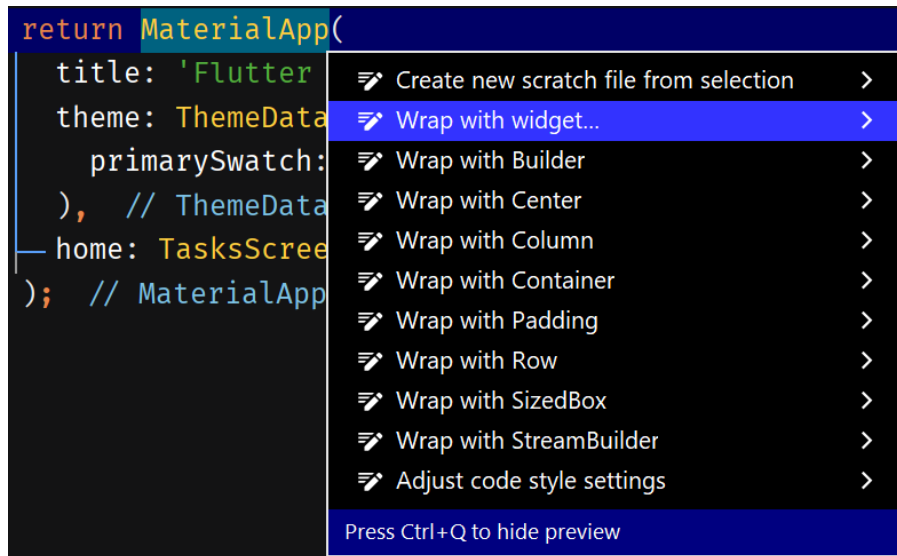 return MaterialApp(
title: 'Flutter
theme: ThemeData
primarySwatch:
), // ThemeData
home: TasksScree
); // MaterialApp
Create new scratch file from selection
Wrap with widget...
Wrap with Builder
Wrap with Center
Wrap with Column
Wrap with Container
Wrap with Padding
Wrap with Row
Wrap with SizedBox
Wrap with StreamBuilder
Adjust code style settings
Press Ctrl+Q to hide preview